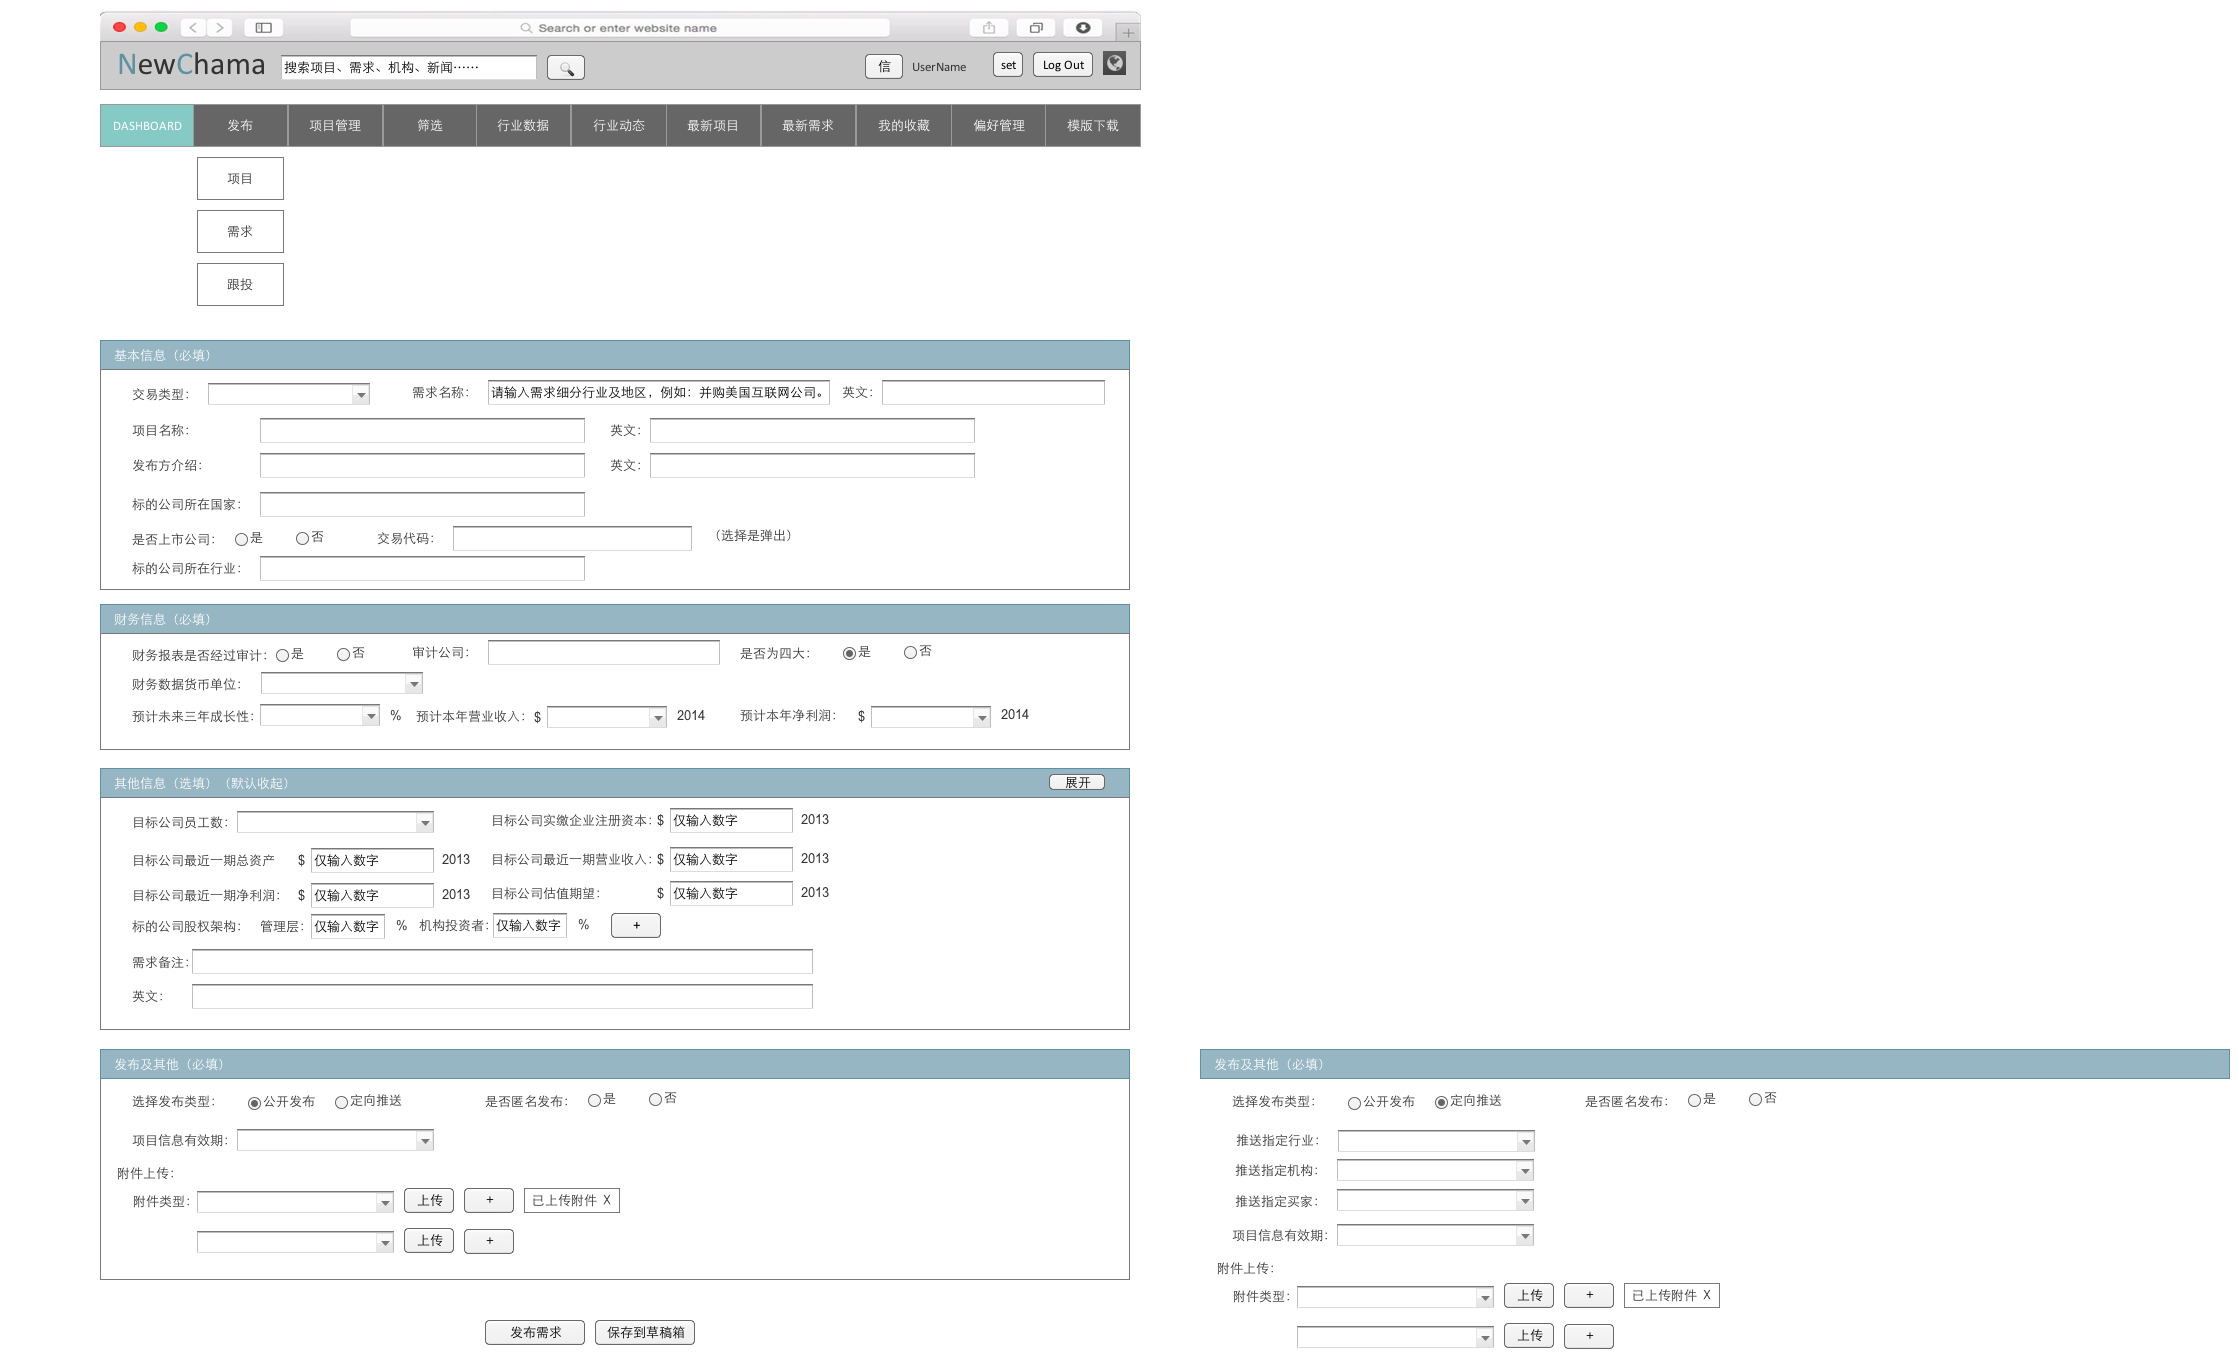 Search or enter website name
NewChama 搜索项目、需求、机构、新闻…… 信 UserName set Log Out
DASHBOARD 发布 项目管理 筛选 行业数据 行业动态 最新项目 最新需求 我的收藏 偏好管理 模版下载
项目
需求
跟投
基本信息（必填）
交易类型： 需求名称： 请输入需求细分行业及地区，例如：并购美国互联网公司。 英文：
项目名称： 英文：
发布方介绍： 英文：
标的公司所在国家：
是否上市公司： 是 否 交易代码： （选择是弹出）
标的公司所在行业：
财务信息（必填）
财务报表是否经过审计： 是 否 审计公司： 是否为四大： 是 否
财务数据货币单位：
预计未来三年成长性： % 预计本年营业收入： $ 2014 预计本年净利润： $ 2014
其他信息（选填）（默认收起） 展开
目标公司员工数： 目标公司实缴企业注册资本： $ 仅输入数字 2013
目标公司最近一期总资产 $ 仅输入数字 2013 目标公司最近一期营业收入： $ 仅输入数字 2013
目标公司最近一期净利润： $ 仅输入数字 2013 目标公司估值期望： $ 仅输入数字 2013
标的公司股权架构： 管理层： 仅输入数字 % 机构投资者： 仅输入数字 % +
需求备注：
英文：
发布及其他（必填）
选择发布类型： 公开发布 定向推送 是否匿名发布： 是 否
项目信息有效期：
附件上传：
附件类型： 上传 + 已上传附件 X
上传 +
发布需求 保存到草稿箱
发布及其他（必填）
选择发布类型： 公开发布 定向推送 是否匿名发布： 是 否
推送指定行业：
推送指定机构：
推送指定买家：
项目信息有效期：
附件上传：
附件类型： 上传 + 已上传附件 X
上传 +